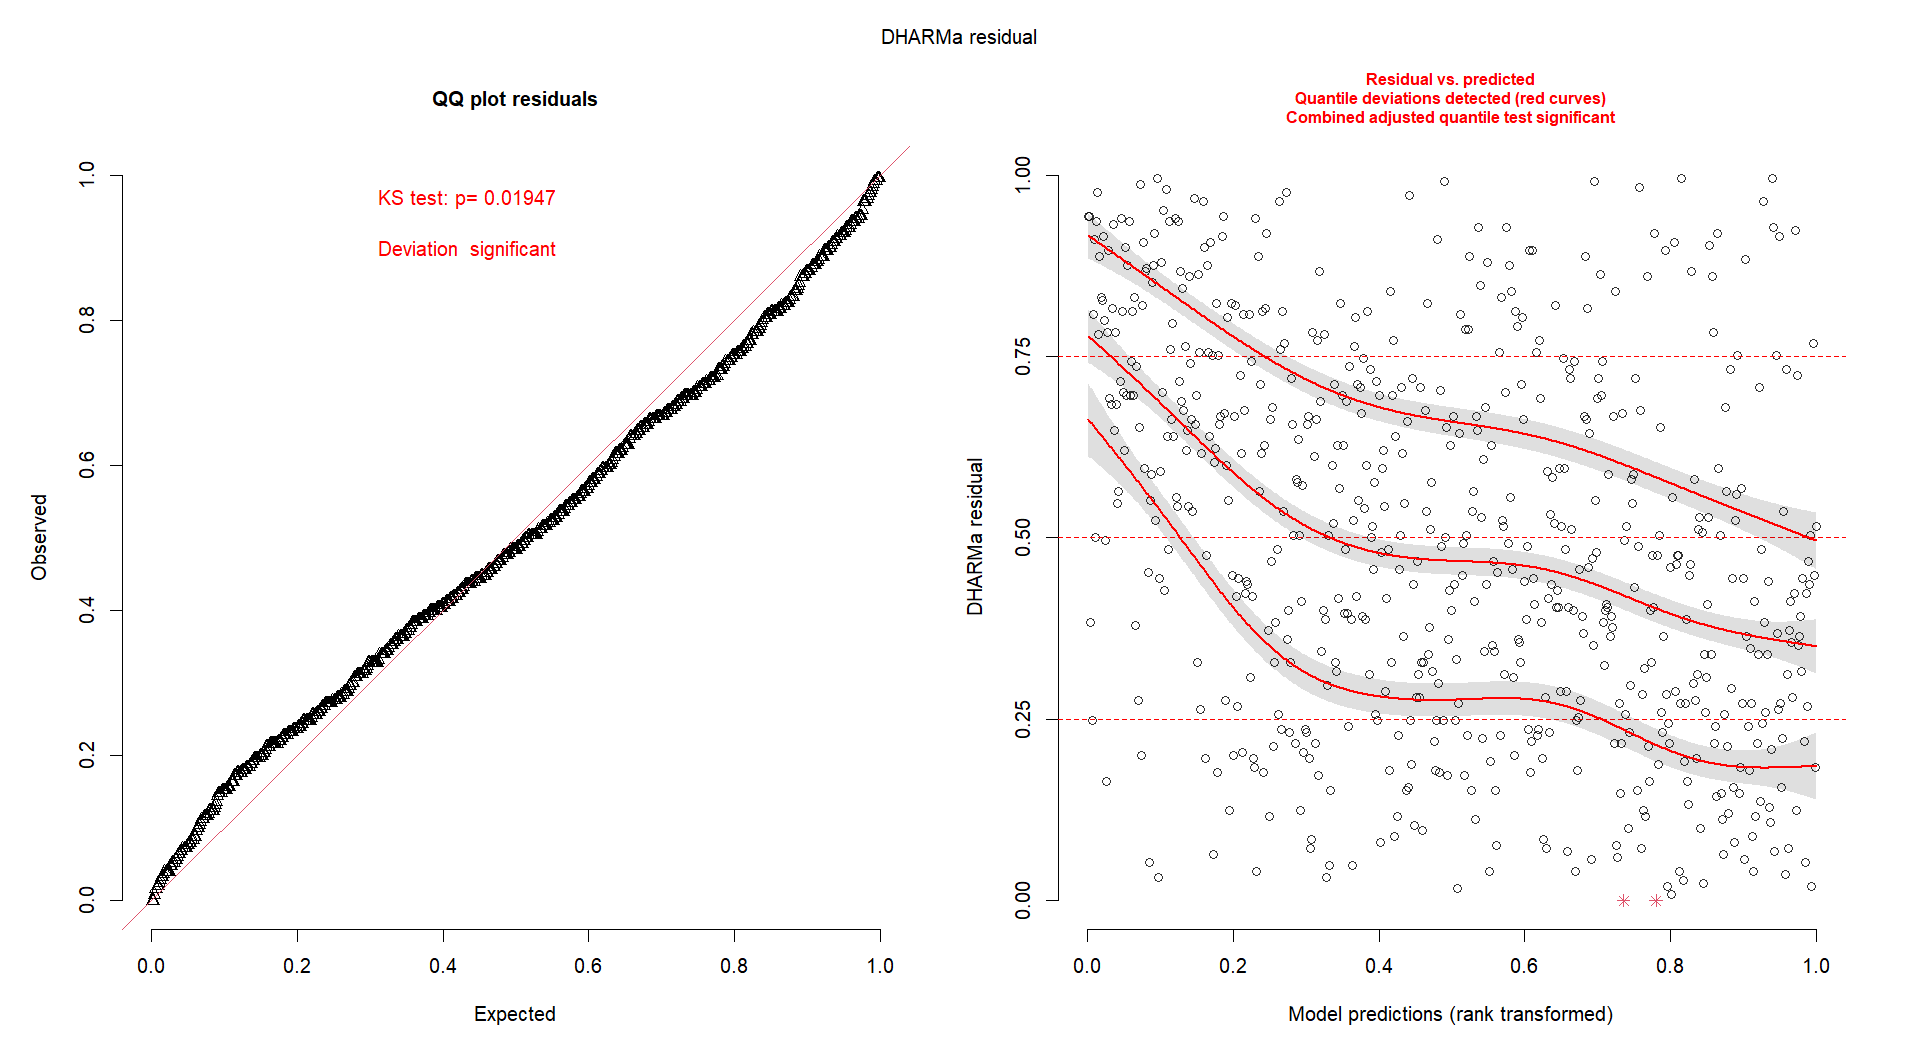 DHARMa residual
QQ plot residuals
KS test: p= 0.01947
Deviation  significant
Observed
1.0
0.8
0.6
0.4
0.2
0.0
0.0 0.2 0.4 0.6 0.8 1.0
Expected
Residual vs. predicted
Quantile deviations detected (red curves)
Combined adjusted quantile test significant
DHARMa residual
1.00
0.75
0.50
0.25
0.00
0.0 0.2 0.4 0.6 0.8 1.0
Model predictions (rank transformed)